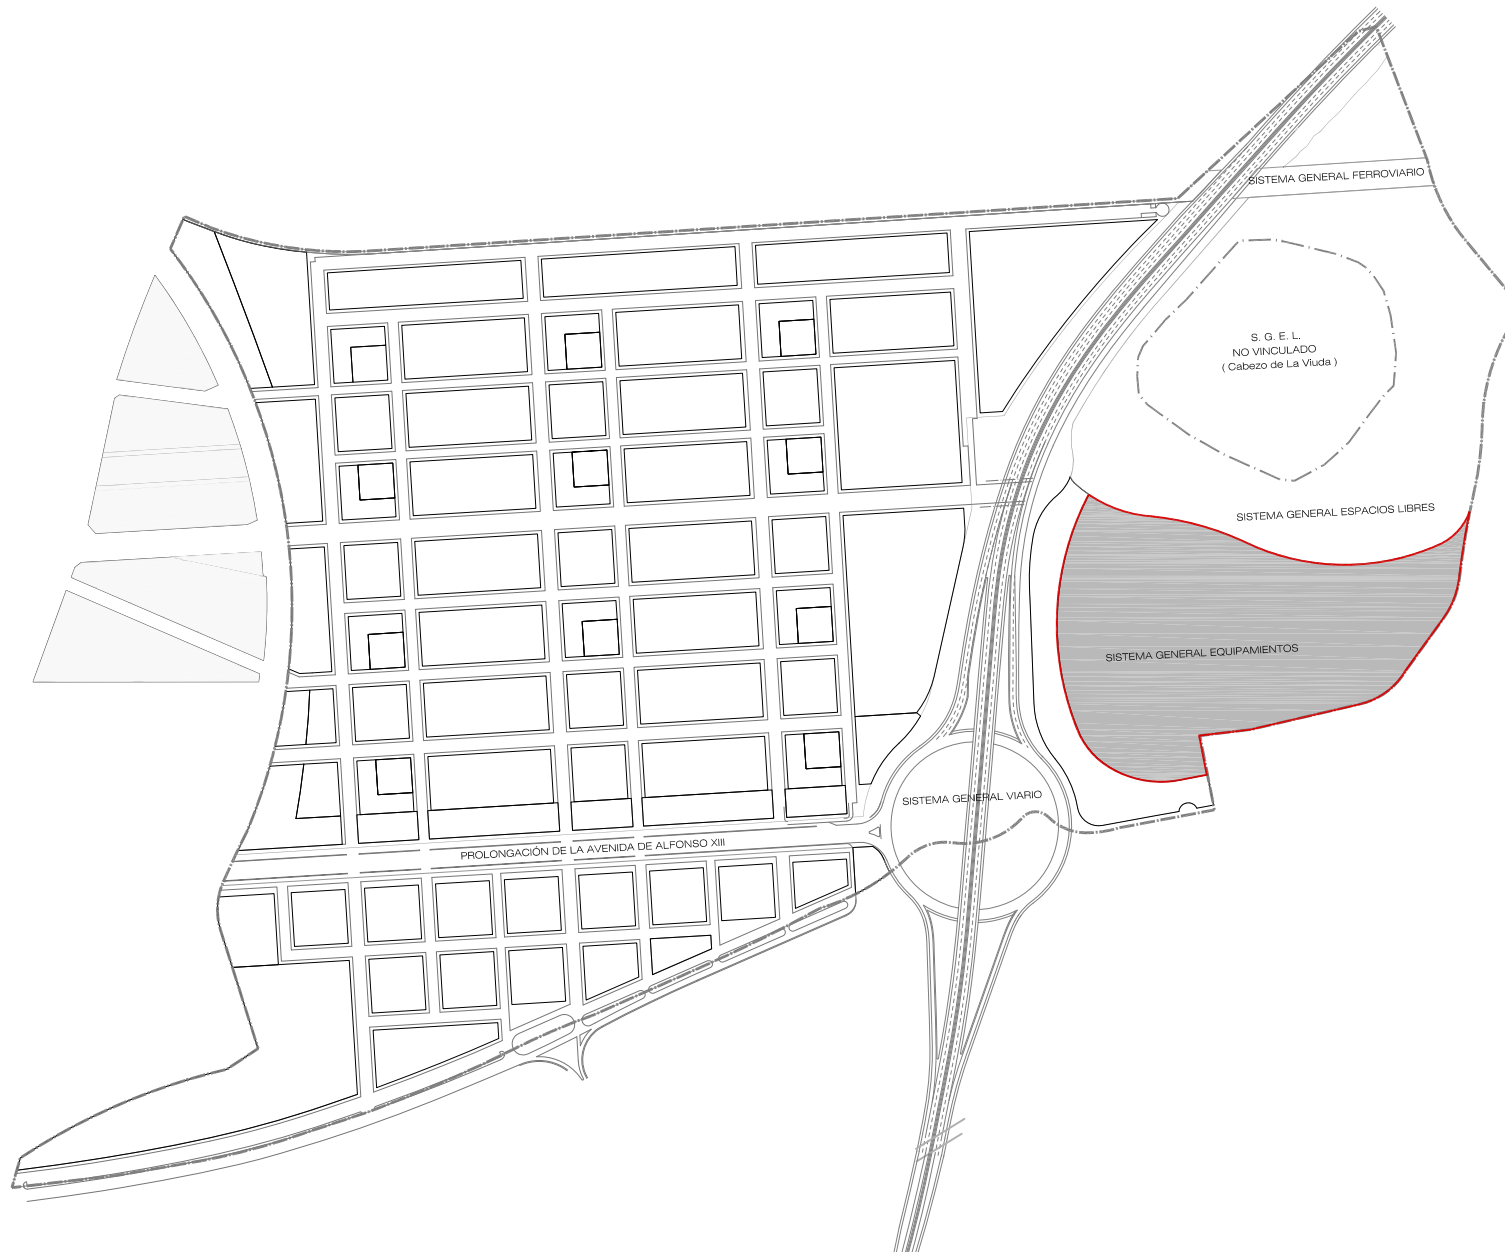 SISTEMA GENERAL FERROVIARIO
S. G. E. L.
NO VINCULADO
( Cabezo de La Viuda )
SISTEMA GENERAL ESPACIOS LIBRES
SISTEMA GENERAL EQUIPAMIENTOS
SISTEMA GENERAL VIARIO
PROLONGACIÓN DE LA AVENIDA DE ALFONSO XIII